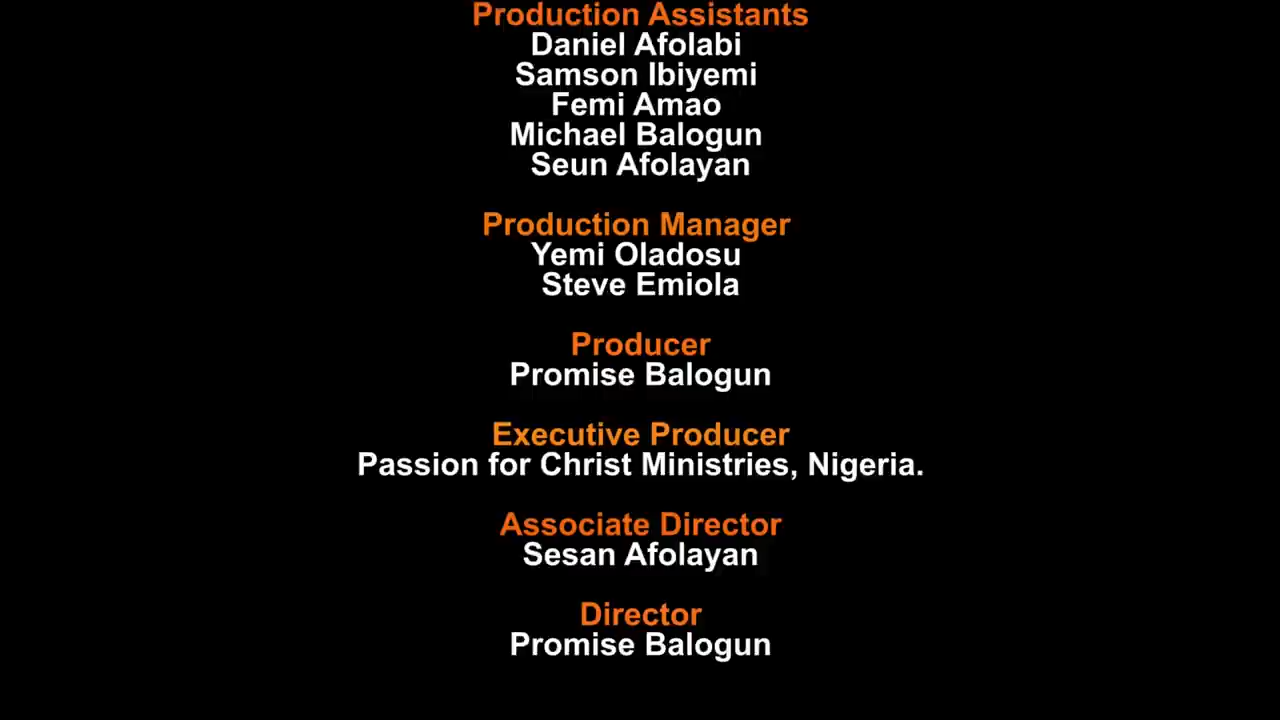 Production Assistants
Daniel Afolabi
Samson Ibiyemi
Femi Amao
Michael Balogun
Seun Afolayan
Production Manager
Yemi Oladosu
Steve Emiola
Producer
Promise Balogun
Executive Producer
Passion for Christ Ministries, Nigeria.
Associate Director
Sesan Afolayan
Director
Promise Balogun